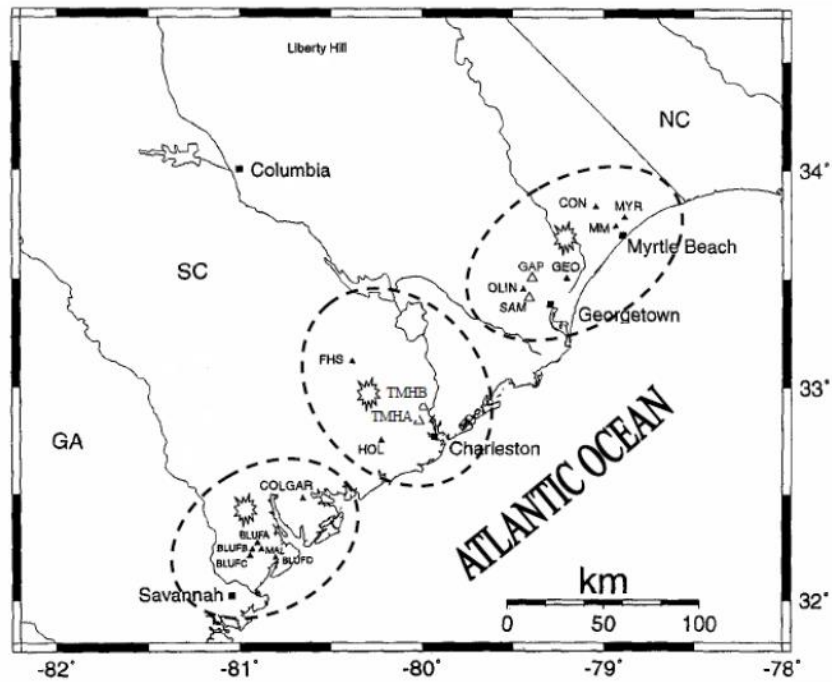 Liberty Hill
NC
Columbia
34°
CON
MYR
MM
Myrtle Beach
SC
GAP
GEO
OLIN
SAM
Georgetown
FHS
33°
TMHB
TMHA
HOL
Charleston
GA
ATLANTIC OCEAN
COLGAR
BLUFA
BLUFB
MAL
BLUFC
BLUFD
Savannah
km
32°
0 50 100
-82° -81° -80° -79° -78°